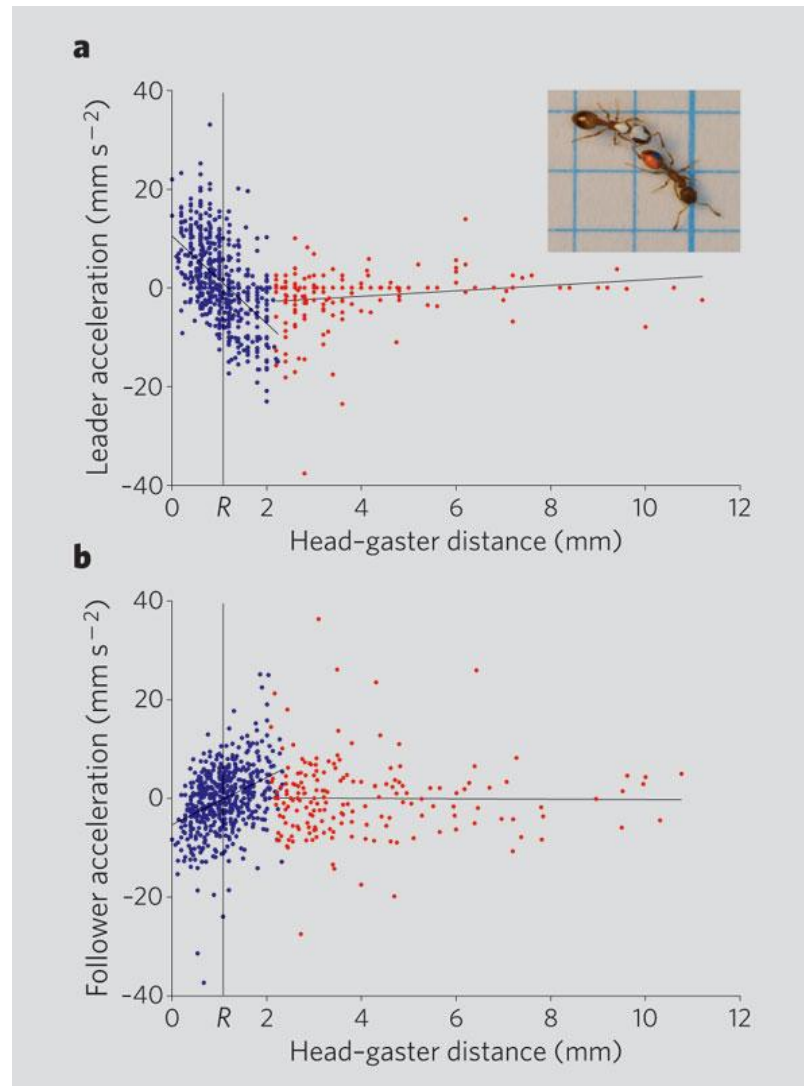 a
Leader acceleration (mm s⁻²)
40
20
0
–20
–40
0 R 2 4 6 8 10 12
Head–gaster distance (mm)
b
Follower acceleration (mm s⁻²)
40
20
0
–20
–40
0 R 2 4 6 8 10 12
Head–gaster distance (mm)